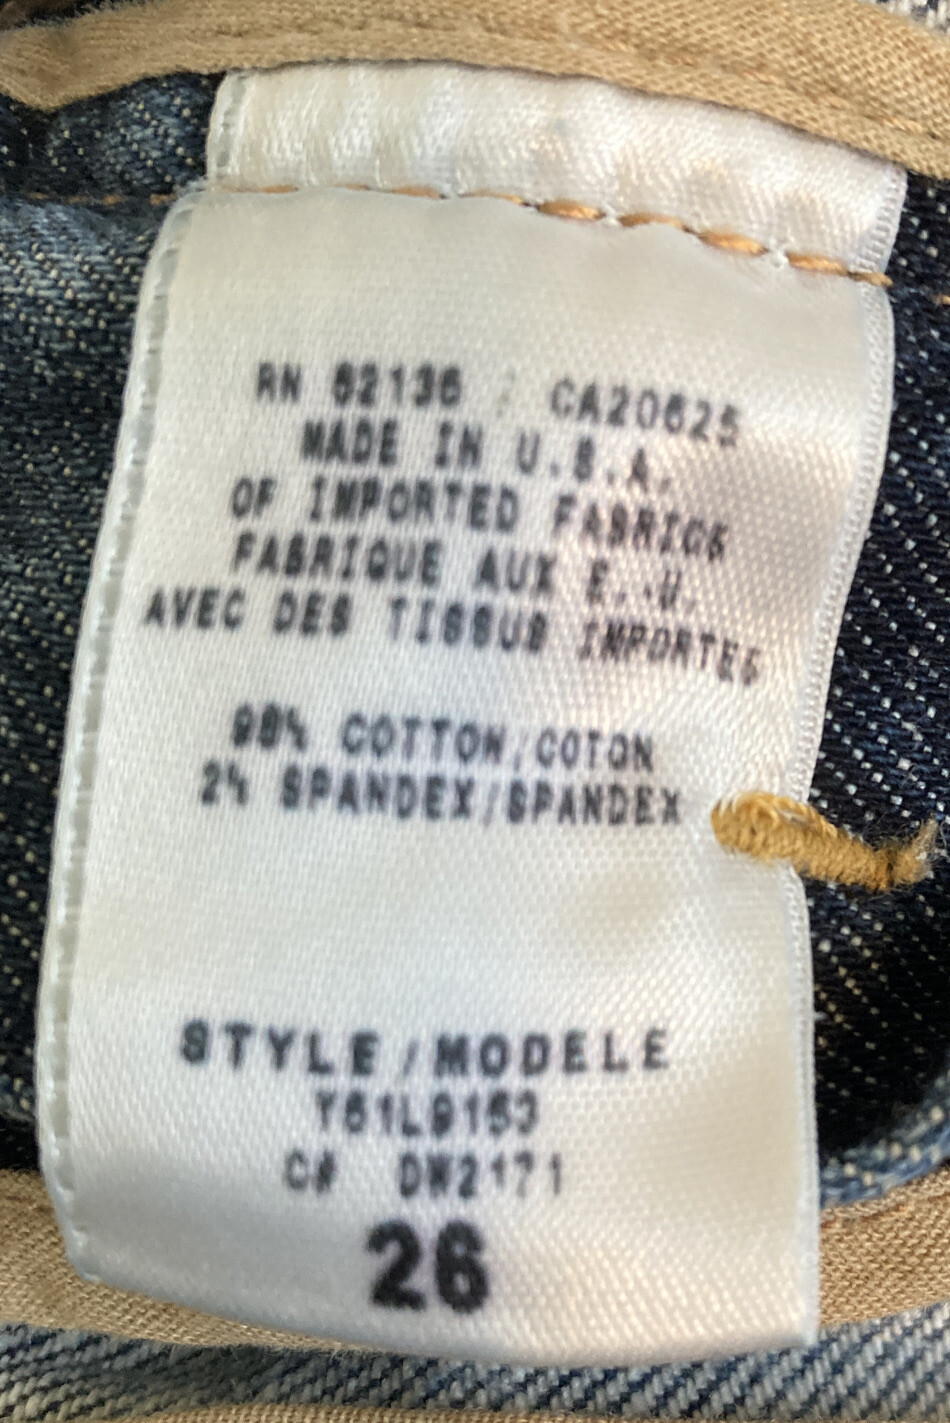 RN 62136 : CA20625
MADE IN U.S.A.
OF IMPORTED FABRICS
FABRIQUE AUX E.-U.
AVEC DES TISSUS IMPORTES
98% COTTON/COTON
2% SPANDEX/SPANDEX
STYLE/MODELE
Y61L9153
C# DW2171
26